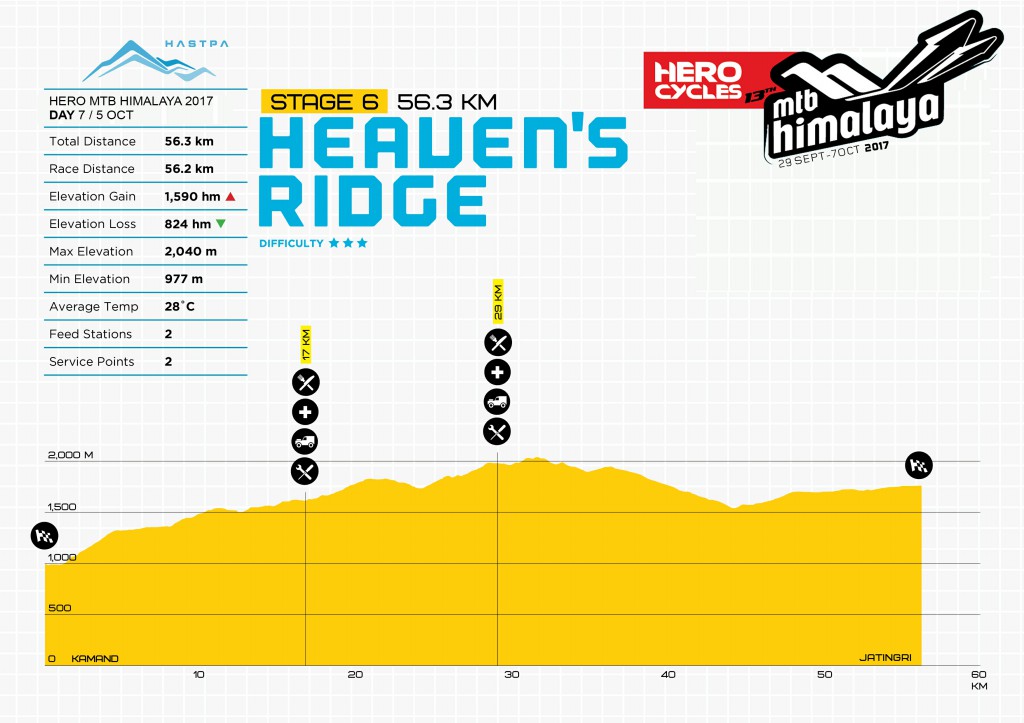 HASTPA
HERO MTB HIMALAYA 2017
DAY 7 / 5 OCT
Total Distance 56.3 km
Race Distance 56.2 km
Elevation Gain 1,590 hm
Elevation Loss 824 hm
Max Elevation 2,040 m
Min Elevation 977 m
Average Temp 28°C
Feed Stations 2
Service Points 2
STAGE 6 56.3 KM
HEAVEN'S
RIDGE
DIFFICULTY ★★★
HERO
CYCLES
13TH
mtb
himalaya
29 SEPT-7OCT 2017
17 KM
29 KM
2,000 M
1,500
1,000
500
0 KAMAND
JATINGRI
10 20 30 40 50 60
KM